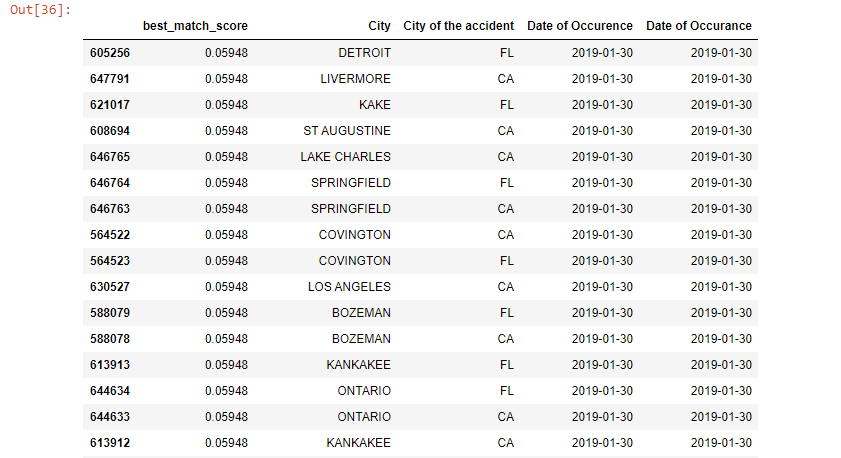 Out[36]:
best_match_score City City of the accident Date of Occurence Date of Occurance
605256 0.05948 DETROIT FL 2019-01-30 2019-01-30
647791 0.05948 LIVERMORE CA 2019-01-30 2019-01-30
621017 0.05948 KAKE FL 2019-01-30 2019-01-30
608694 0.05948 ST AUGUSTINE CA 2019-01-30 2019-01-30
646765 0.05948 LAKE CHARLES CA 2019-01-30 2019-01-30
646764 0.05948 SPRINGFIELD FL 2019-01-30 2019-01-30
646763 0.05948 SPRINGFIELD CA 2019-01-30 2019-01-30
564522 0.05948 COVINGTON CA 2019-01-30 2019-01-30
564523 0.05948 COVINGTON FL 2019-01-30 2019-01-30
630527 0.05948 LOS ANGELES CA 2019-01-30 2019-01-30
588079 0.05948 BOZEMAN FL 2019-01-30 2019-01-30
588078 0.05948 BOZEMAN CA 2019-01-30 2019-01-30
613913 0.05948 KANKAKEE FL 2019-01-30 2019-01-30
644634 0.05948 ONTARIO FL 2019-01-30 2019-01-30
644633 0.05948 ONTARIO CA 2019-01-30 2019-01-30
613912 0.05948 KANKAKEE CA 2019-01-30 2019-01-30